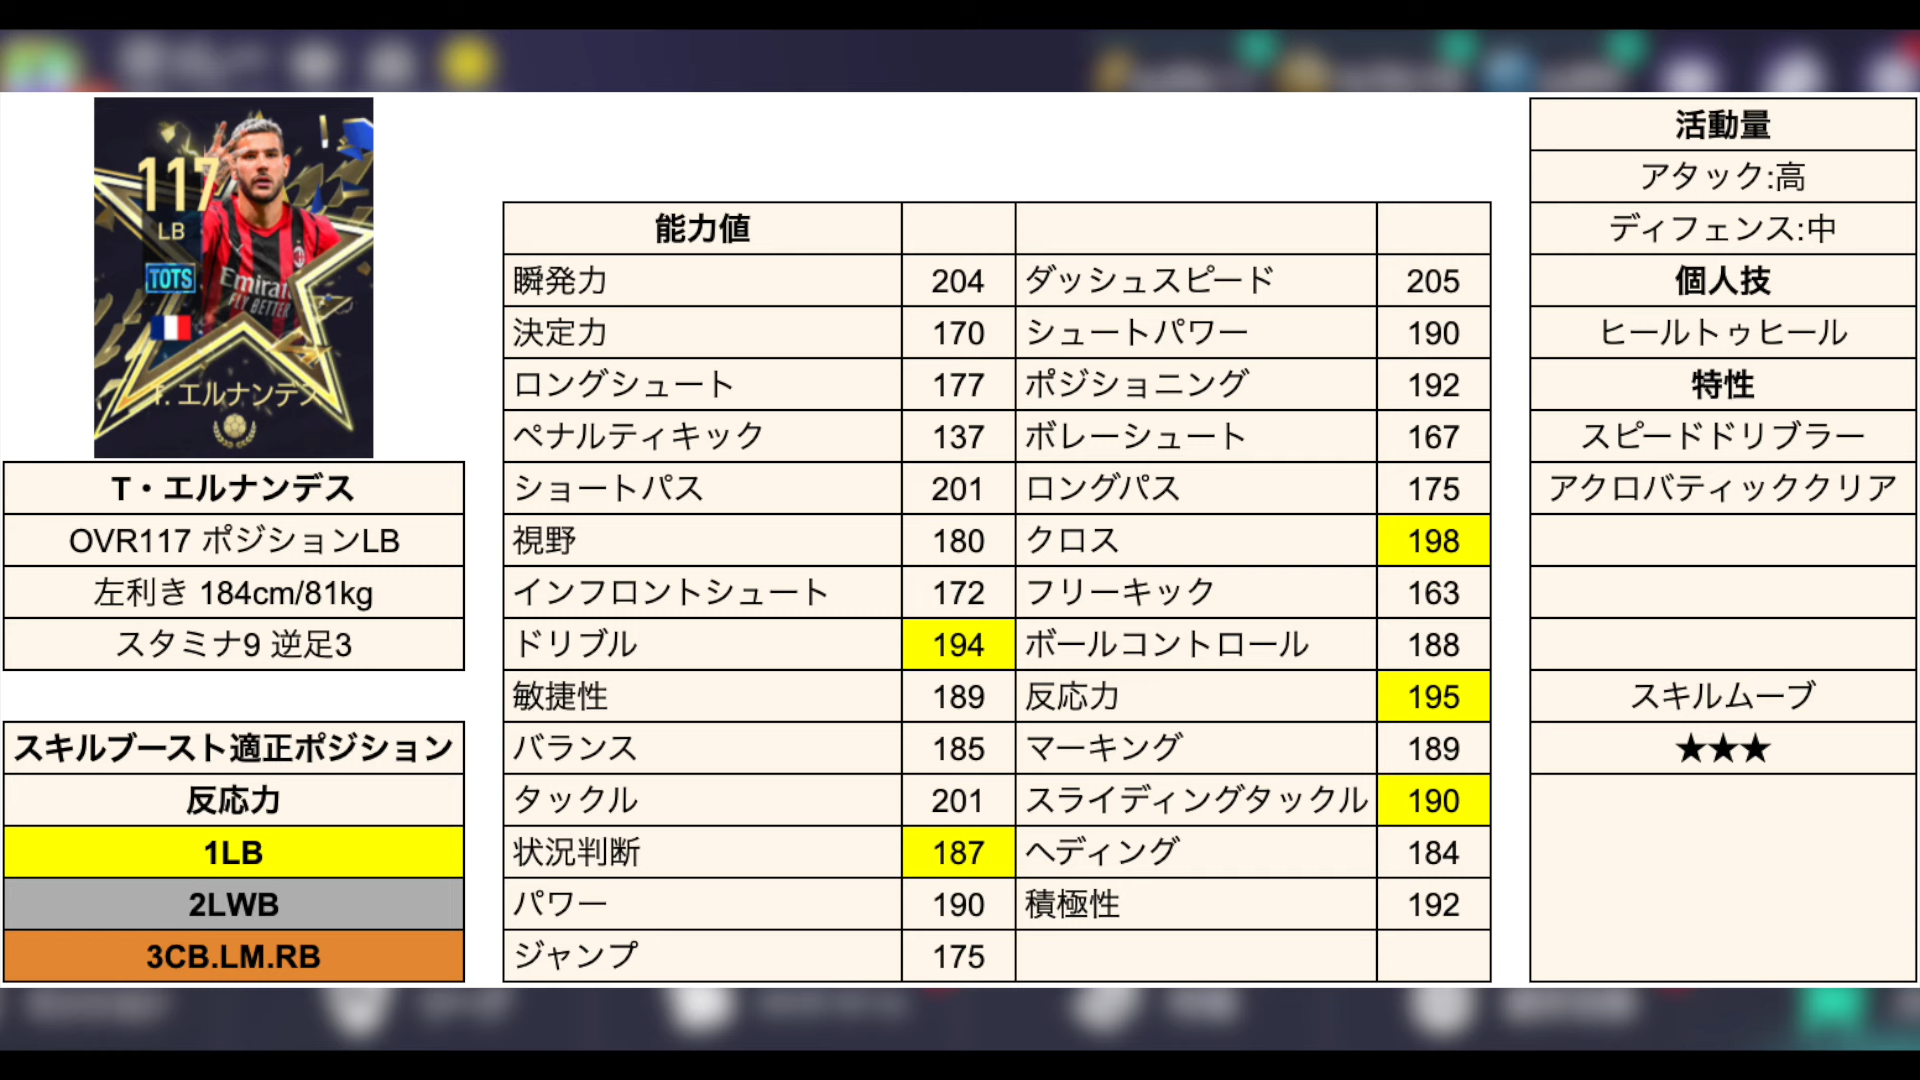 117
LB
TOTS
Emirat
FLY BETTER
T. エルナンデス
T・エルナンデス
OVR117 ポジションLB
左利き 184cm/81kg
スタミナ9 逆足3
スキルブースト適正ポジション
反応力
1LB
2LWB
3CB.LM.RB
能力値
瞬発力 204 ダッシュスピード 205
決定力 170 シュートパワー 190
ロングシュート 177 ポジショニング 192
ペナルティキック 137 ボレーシュート 167
ショートパス 201 ロングパス 175
視野 180 クロス 198
インフロントシュート 172 フリーキック 163
ドリブル 194 ボールコントロール 188
敏捷性 189 反応力 195
バランス 185 マーキング 189
タックル 201 スライディングタックル 190
状況判断 187 ヘディング 184
パワー 190 積極性 192
ジャンプ 175
活動量
アタック:高
ディフェンス:中
個人技
ヒールトゥヒール
特性
スピードドリブラー
アクロバティッククリア
スキルムーブ
★★★